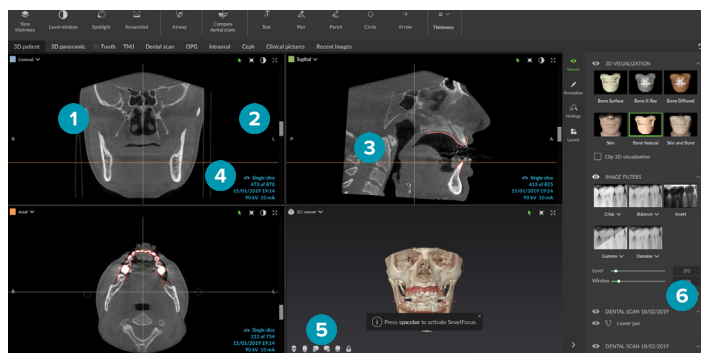 Slice thickness
Level window
Spotlight
Screenshot
Airway
Compare dental scans
Text
Pen
Pencil
Circle
Arrow
Thickness
3D patient
3D panoramic
Tooth
TMJ
Dental scan
OPG
Intraoral
Ceph
Clinical pictures
Recent images
Coronal
1
2
R
L
4
Single slice
473 of 670
15/01/2019 19:14
90 kV 10 mA
Sagittal
3
P
A
Single slice
413 of 825
15/01/2019 19:14
90 kV 10 mA
Axial
R
L
Single slice
222 of 754
15/01/2019 19:14
90 kV 10 mA
3D viewer
Press spacebar to activate SmartFocus.
5
Viewer
Annotation
Findings
Layout
3D VISUALIZATION
Bone Surface
Bone X Ray
Bone Diffused
Skin
Bone Natural
Skin and Bone
Clip 3D visualization
IMAGE FILTERS
Crisp
Balance
Invert
Gamma
Denoise
Level
Window
6
DENTAL SCAN 18/02/2019
Lower jaw
DENTAL SCAN 18/02/2019